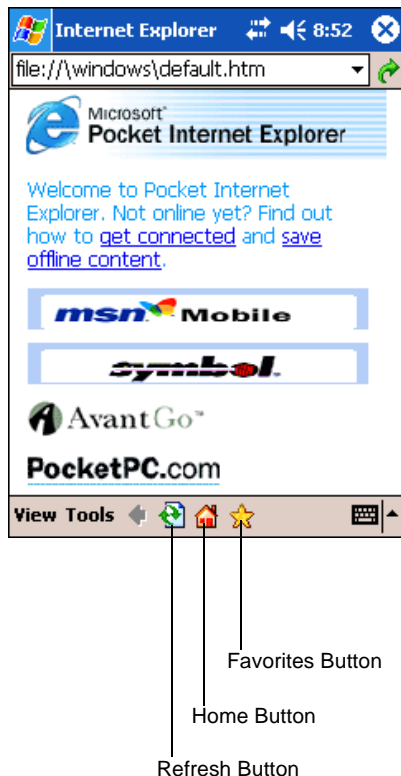 Internet Explorer 8:52
file://\windows\default.htm
Microsoft®
Pocket Internet Explorer
Welcome to Pocket Internet
Explorer. Not online yet? Find out
how to get connected and save
offline content.
msn Mobile
symbol.
AvantGo™
PocketPC.com
View Tools
Favorites Button
Home Button
Refresh Button